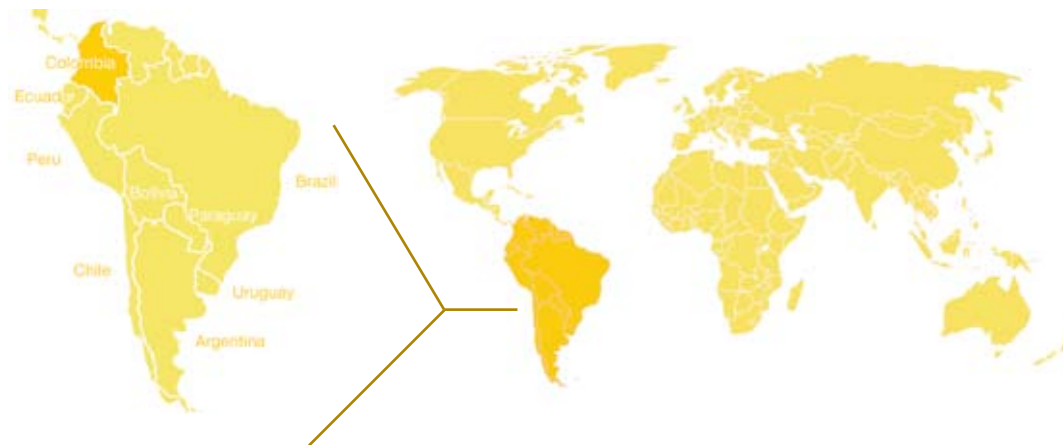 Colombia
Ecuad
Peru
Brazil
Bolivia
Paraguay
Chile
Uruguay
Argentina